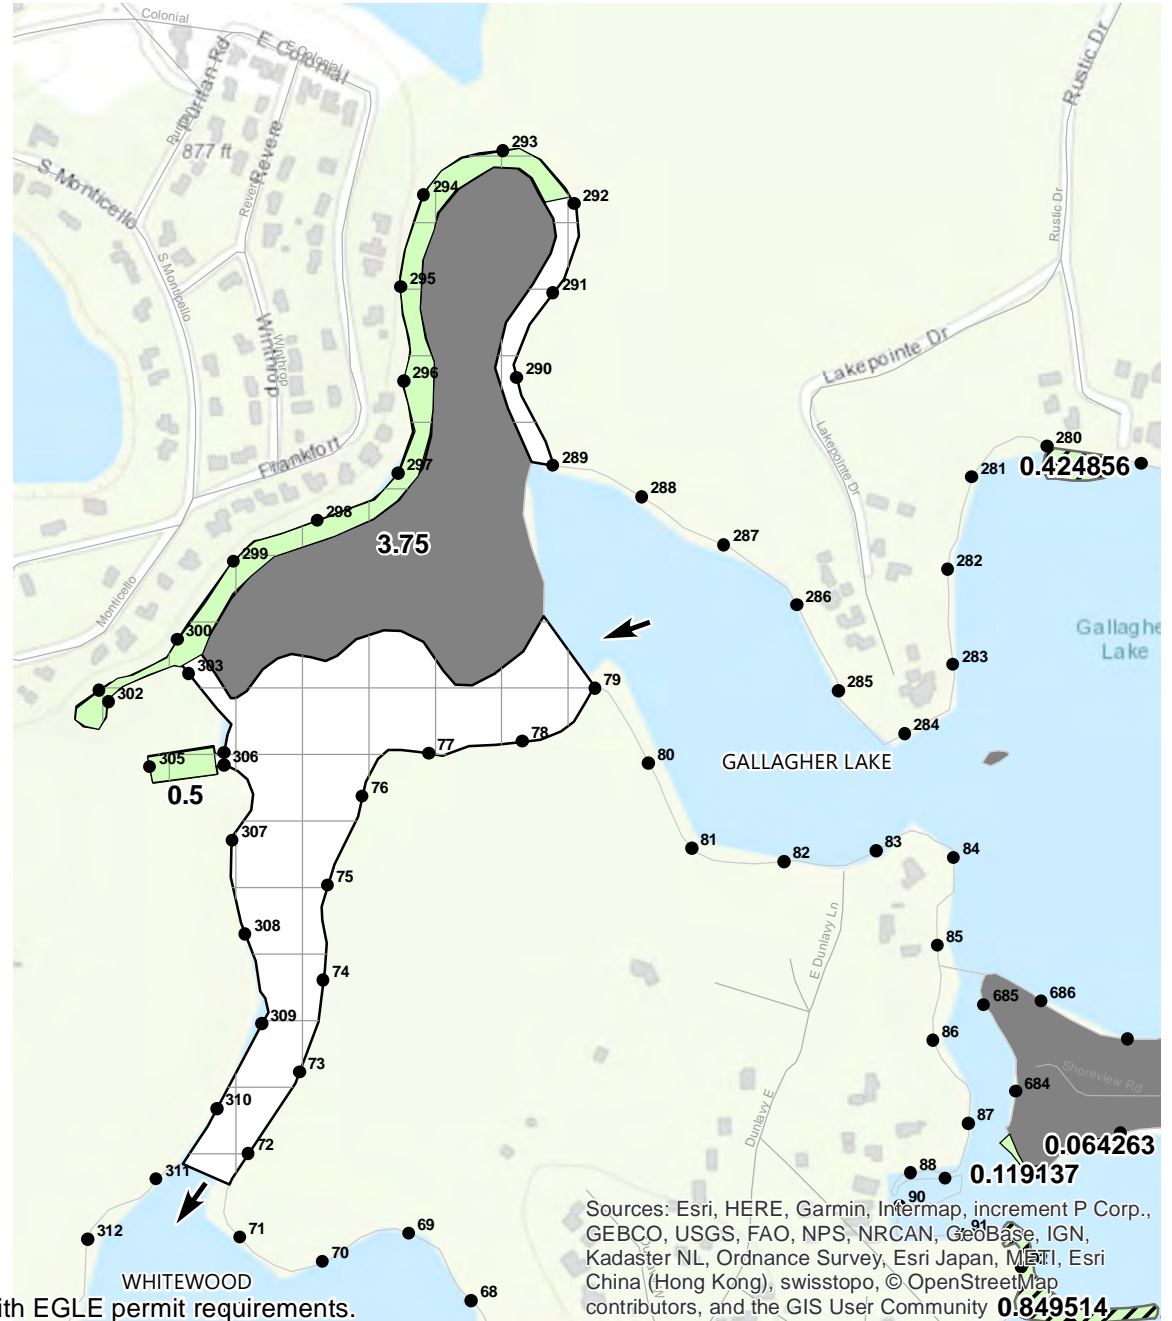 Colonial
E Colonial
E Colonial
Puritan Rd
Revere
Revere
877 ft
S Monticello
S Monticello
Winthrop
Winthrop
Frankfort
Monticello
Rustic Dr
Rustic Dr
Lakepointe Dr
Lakepointe Dr
293
294
292
295
291
296
290
297
289
298
288
299
287
286
300
303
302
285
284
283
282
281
280
0.424856
3.75
Lake
GALLAGHER LAKE
79
78
77
80
306
305
0.5
76
81
82
83
84
307
75
85
308
74
E Dunlavy Ln
685
686
309
73
86
684
Shoreview Rd
310
72
87
Dunlavy E
0.064263
0.119137
311
88
90
91
312
71
69
70
68
WHITEWOOD
ith EGLE permit requirements.
Sources: Esri, HERE, Garmin, Intermap, increment P Corp.,
GEBCO, USGS, FAO, NPS, NRCAN, GeoBase, IGN,
Kadaster NL, Ordnance Survey, Esri Japan, METI, Esri
China (Hong Kong), swisstopo, © OpenStreetMap
contributors, and the GIS User Community
0.849514